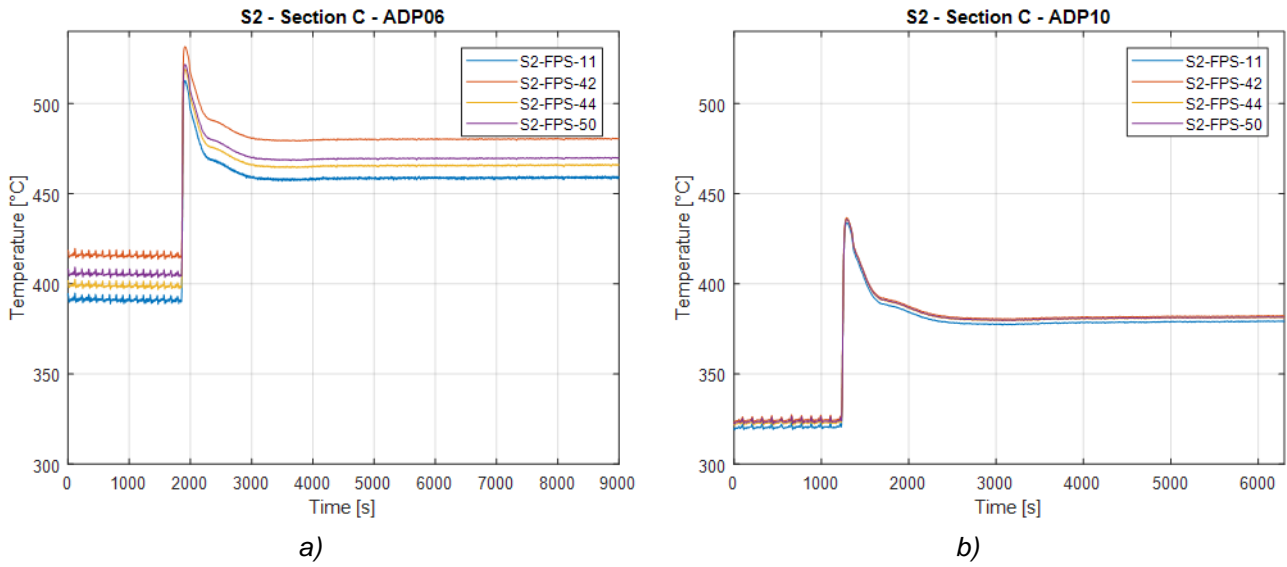 S2 - Section C - ADP06
S2-FPS-11
S2-FPS-42
S2-FPS-44
S2-FPS-50
Temperature [°C]
500
450
400
350
300
0 1000 2000 3000 4000 5000 6000 7000 8000 9000
Time [s]
a)
S2 - Section C - ADP10
S2-FPS-11
S2-FPS-42
S2-FPS-44
S2-FPS-50
Temperature [°C]
500
450
400
350
300
0 1000 2000 3000 4000 5000 6000
Time [s]
b)